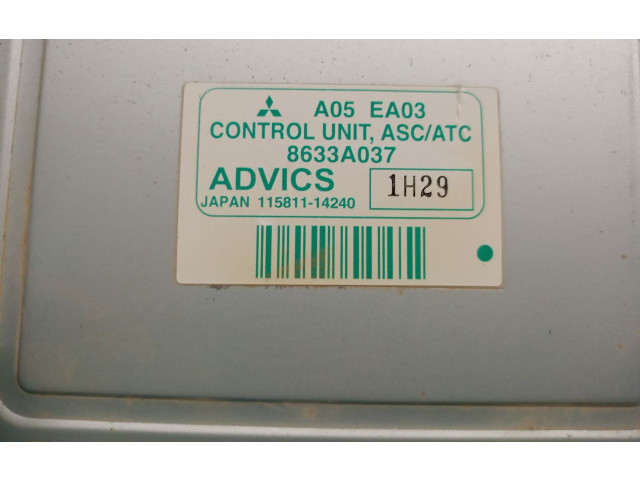 A05 EA03
CONTROL UNIT, ASC/ATC
8633A037
ADVICS 1H29
JAPAN 115811-14240